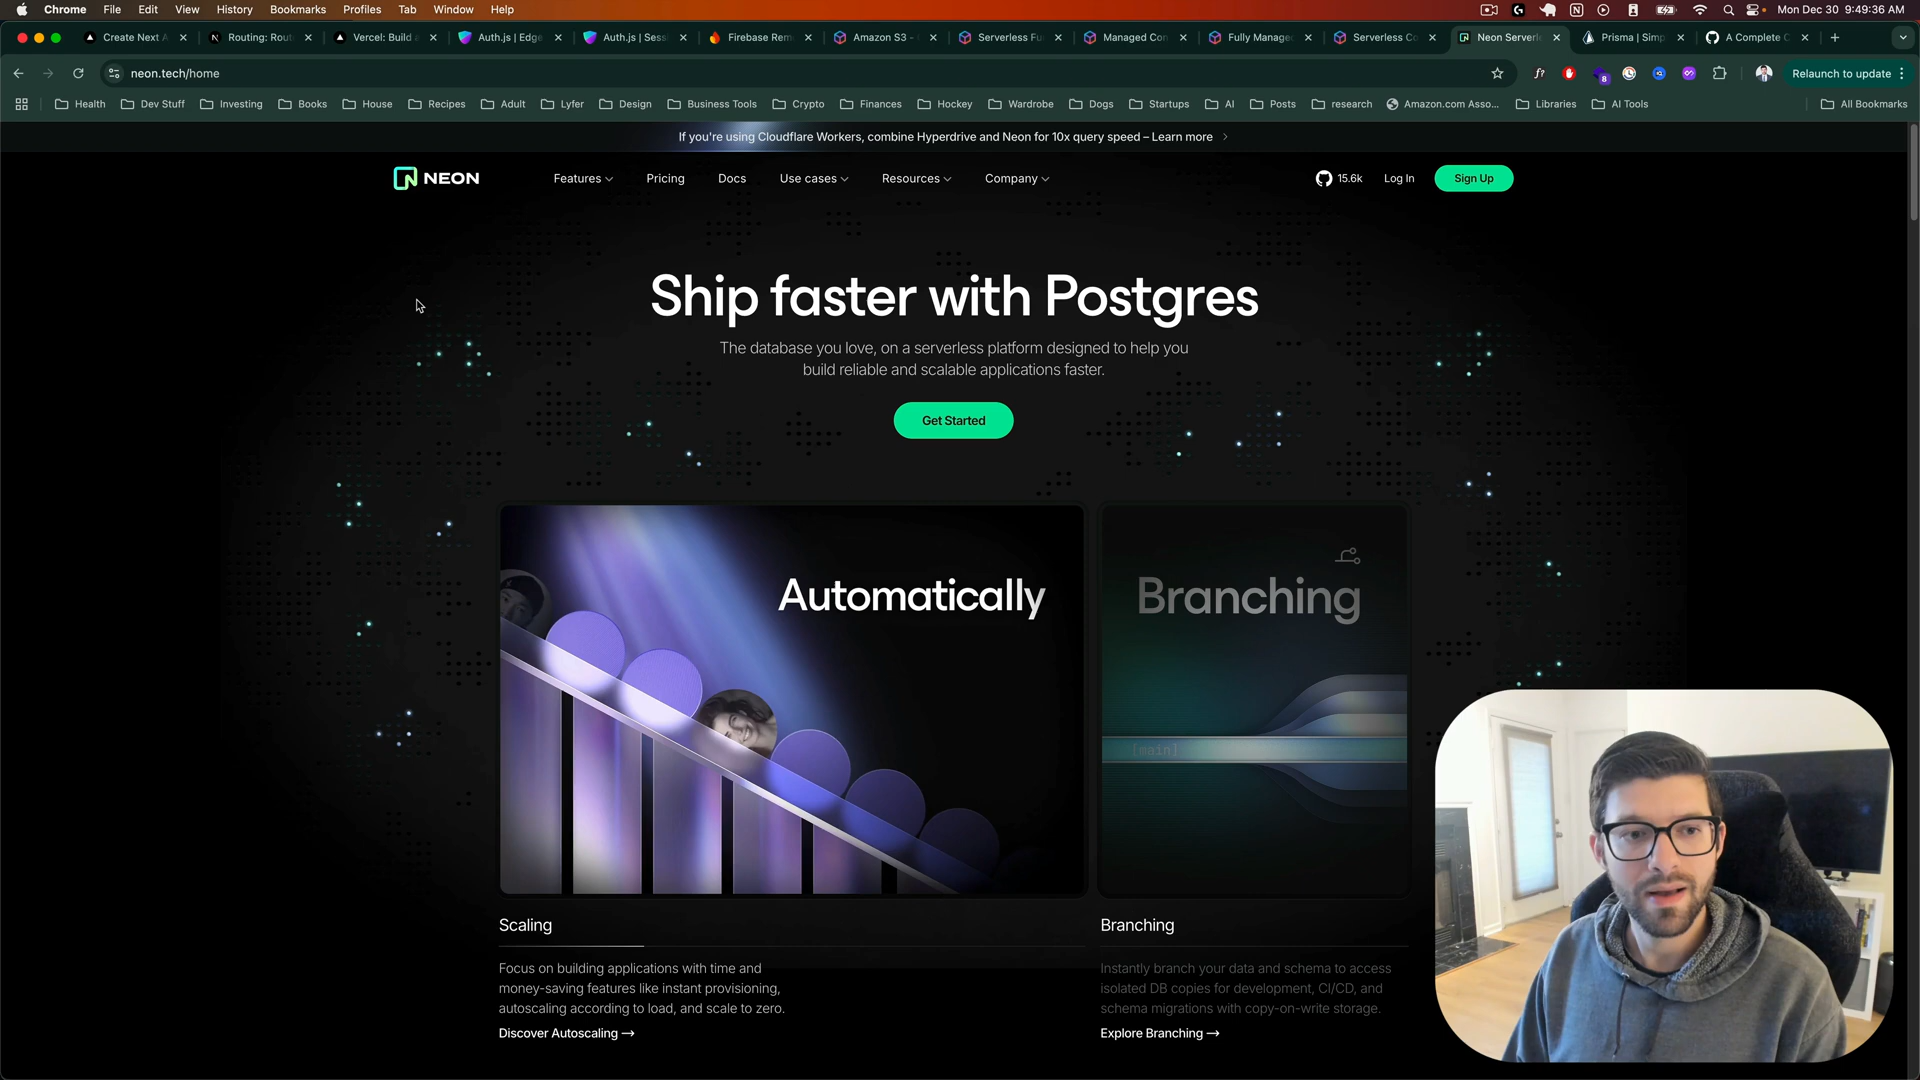 Chrome File Edit View History Bookmarks Profiles Tab Window Help
Mon Dec 30 9:49:36 AM
Create Next A
Routing: Rout
Vercel: Build
Auth.js | Edge
Auth.js | Sess
Firebase Rem
Amazon S3 -
Serverless Fu
Managed Con
Fully Manage
Serverless Co
Neon Serverle
Prisma | Simp
A Complete
neon.tech/home
Relaunch to update
Health Dev Stuff Investing Books House Recipes Adult Lyfer Design Business Tools Crypto Finances Hockey Wardrobe Dogs Startups AI Posts research Amazon.com Asso... Libraries AI Tools All Bookmarks
If you're using Cloudflare Workers, combine Hyperdrive and Neon for 10x query speed – Learn more
NEON
Features Pricing Docs Use cases Resources Company
15.6k Log In Sign Up
Ship faster with Postgres
The database you love, on a serverless platform designed to help you
build reliable and scalable applications faster.
Get Started
Automatically
Branching
[main]
Scaling
Focus on building applications with time and
money-saving features like instant provisioning,
autoscaling according to load, and scale to zero.
Discover Autoscaling →
Branching
Instantly branch your data and schema to access
isolated DB copies for development, CI/CD, and
schema migrations with copy-on-write storage.
Explore Branching →